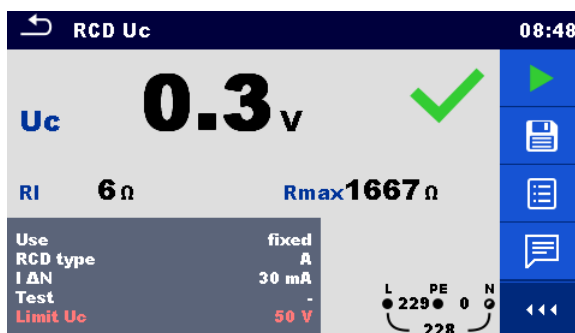 RCD Uc 08:48
Uc 0.3 V
RI 6 Ω Rmax 1667 Ω
Use fixed
RCD type A
I ΔN 30 mA
Test -
Limit Uc 50 V
L PE N
229 0
228